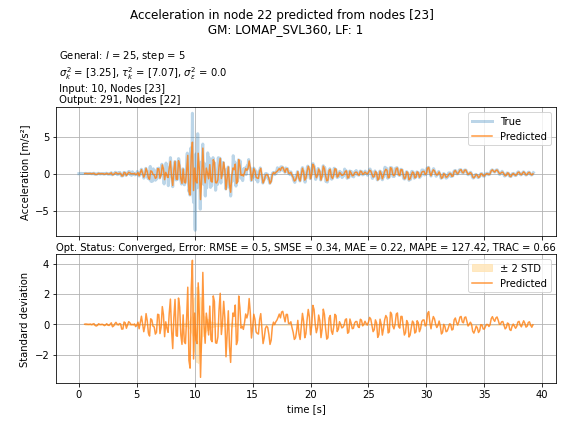 Acceleration in node 22 predicted from nodes [23]
GM: LOMAP_SVL360, LF: 1
General: l = 25, step = 5
σ²ₖ = [3.25], τ²ₖ = [7.07], σ²ε = 0.0
Input: 10, Nodes [23]
Output: 291, Nodes [22]
True
Predicted
Acceleration [m/s²]
5
0
−5
Opt. Status: Converged, Error: RMSE = 0.5, SMSE = 0.34, MAE = 0.22, MAPE = 127.42, TRAC = 0.66
± 2 STD
Predicted
Standard deviation
4
2
0
−2
0 5 10 15 20 25 30 35 40
time [s]